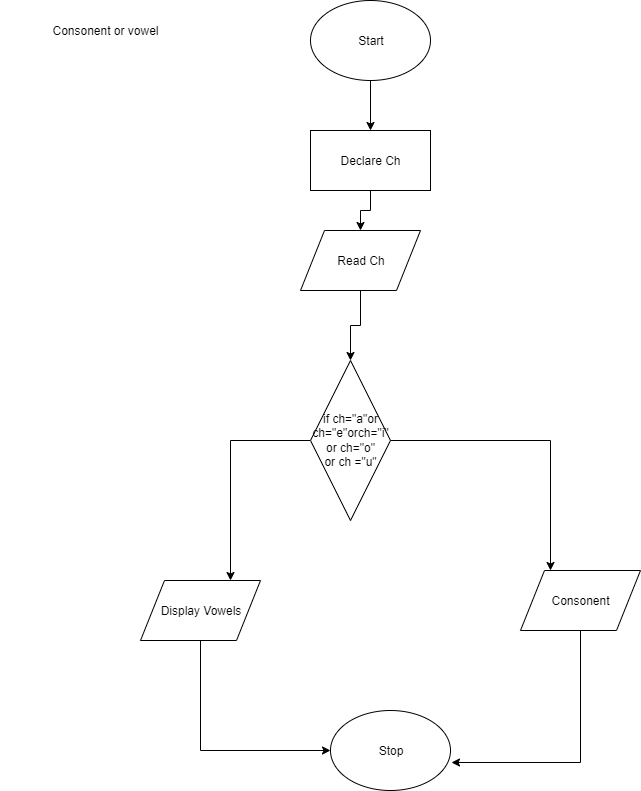 Consonent or vowel
Start
Declare Ch
Read Ch
if ch="a"or
ch="e"orch="i"
or ch="o"
or ch ="u"
Display Vowels
Consonent
Stop